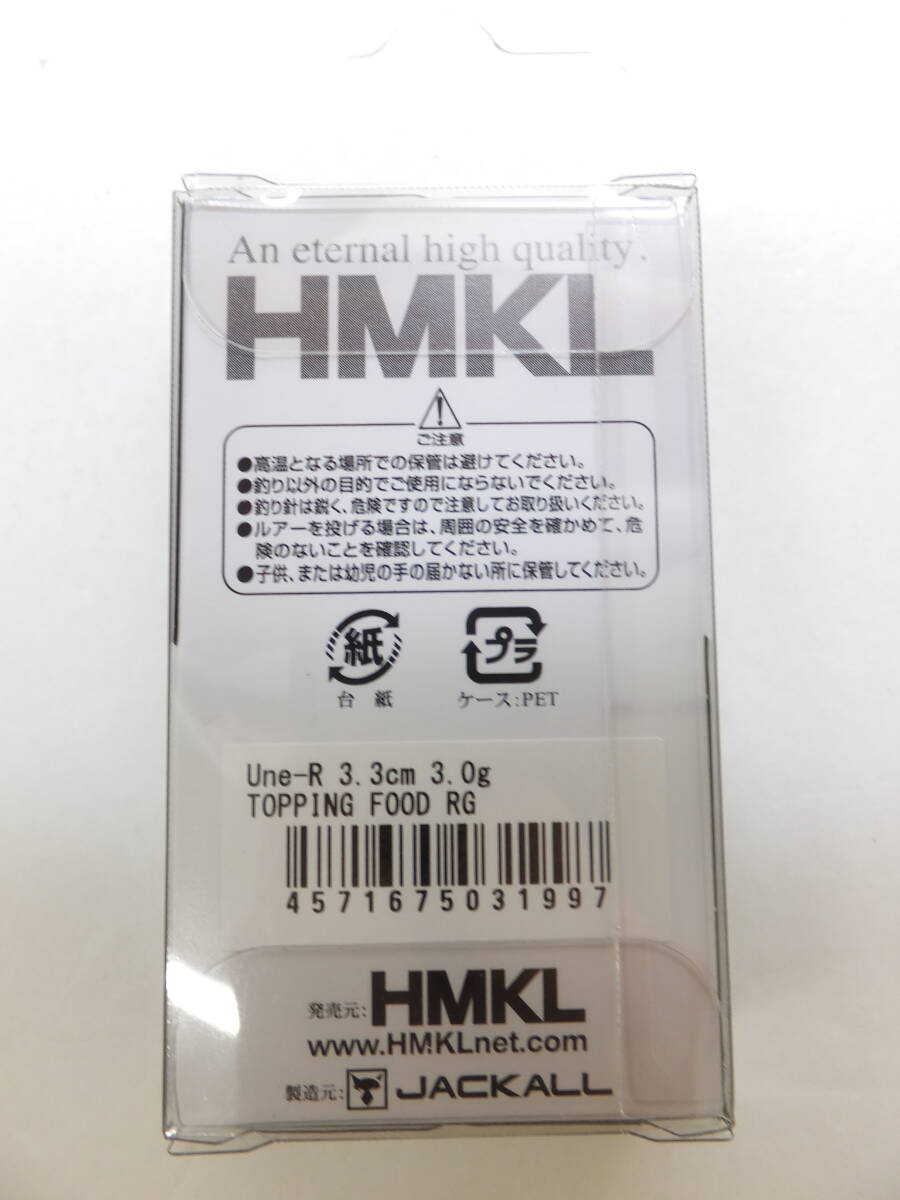 An eternal high quality.
HMKL
ご注意
●高温となる場所での保管は避けてください。
●釣り以外の目的でご使用にならないでください。
●釣り針は鋭く、危険ですので注意してお取り扱いください。
●ルアーを投げる場合は、周囲の安全を確かめて、危
険のないことを確認してください。
●子供、または幼児の手の届かない所に保管してください。
紙 プラ
台紙 ケース:PET
Une-R 3.3cm 3.0g
TOPPING FOOD RG
4571675031997
発売元: HMKL
www.HMKLnet.com
製造元: JACKALL